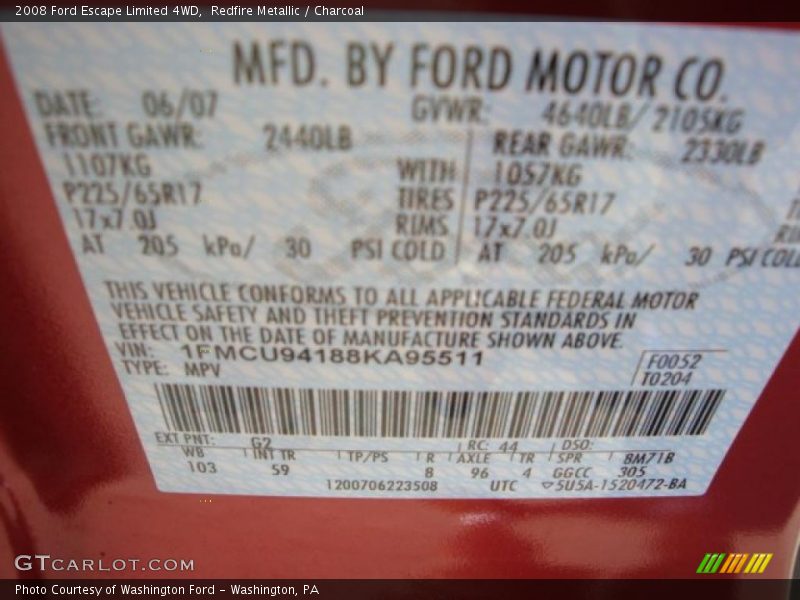 2008 Ford Escape Limited 4WD, Redfire Metallic / Charcoal
MFD. BY FORD MOTOR CO.
DATE: 06/07 GVWR: 4640LB/ 2105KG
FRONT GAWR: 2440LB REAR GAWR: 2330LB
1107KG WITH 1057KG
P225/65R17 TIRES P225/65R17
17x7.0J RIMS 17x7.0J
AT 205 kPa/ 30 PSI COLD AT 205 kPa/ 30 PSI COLD
THIS VEHICLE CONFORMS TO ALL APPLICABLE FEDERAL MOTOR
VEHICLE SAFETY AND THEFT PREVENTION STANDARDS IN
EFFECT ON THE DATE OF MANUFACTURE SHOWN ABOVE.
VIN: 1FMCU94188KA95511
TYPE: MPV
F0052
T0204
EXT PNT: G2 RC: 44 DSO:
WB INT TR TP/PS R AXLE TR SPR 8M71B
103 59 8 96 4 GGCC 305
1200706223508 UTC ▽5U5A-1520472-BA
GTCARLOT.COM
Photo Courtesy of Washington Ford - Washington, PA